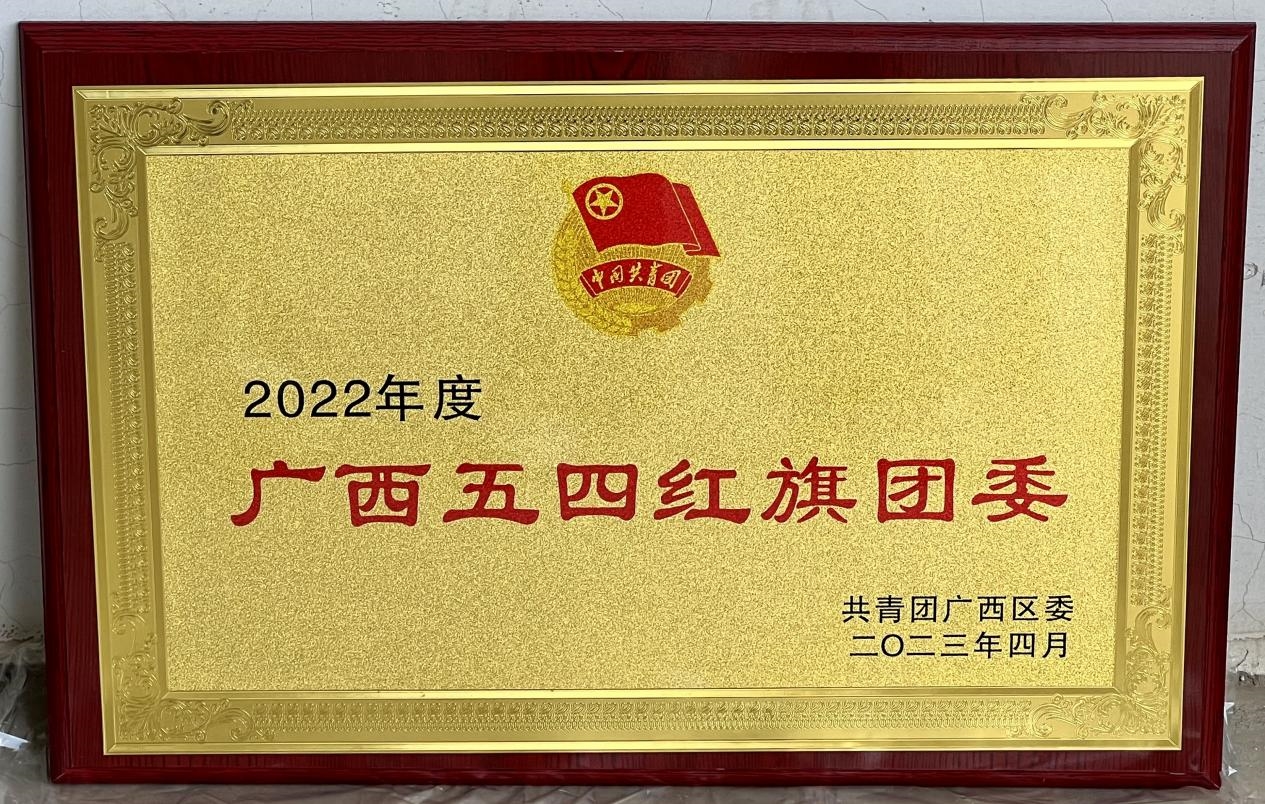 中国共青团
2022年度
广西五四红旗团委
共青团广西区委
二〇二三年四月